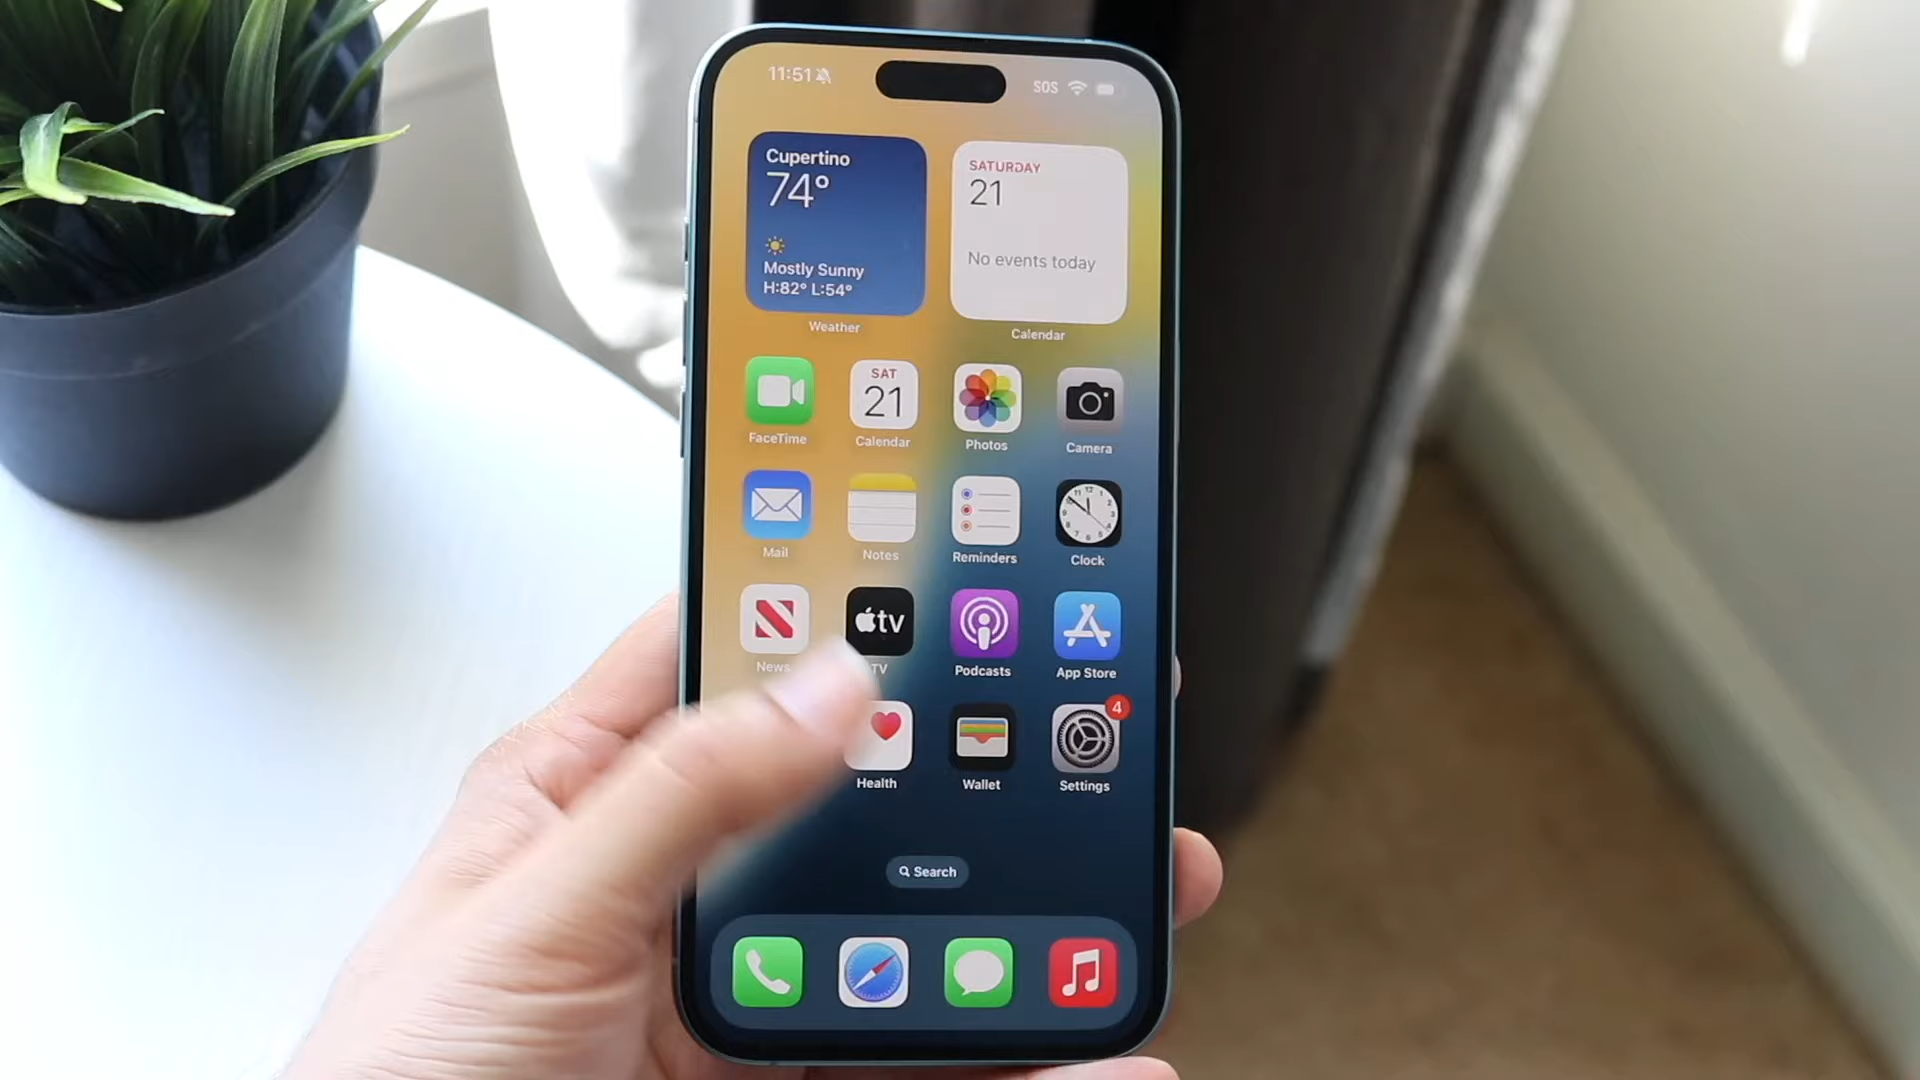 11:51
SOS
Cupertino
74°
Mostly Sunny
H:82° L:54°
Weather
SATURDAY
21
No events today
Calendar
FaceTime
SAT
21
Calendar
Photos
Camera
Mail
Notes
Reminders
Clock
News
tv
TV
Podcasts
App Store
Health
Wallet
4
Settings
Search